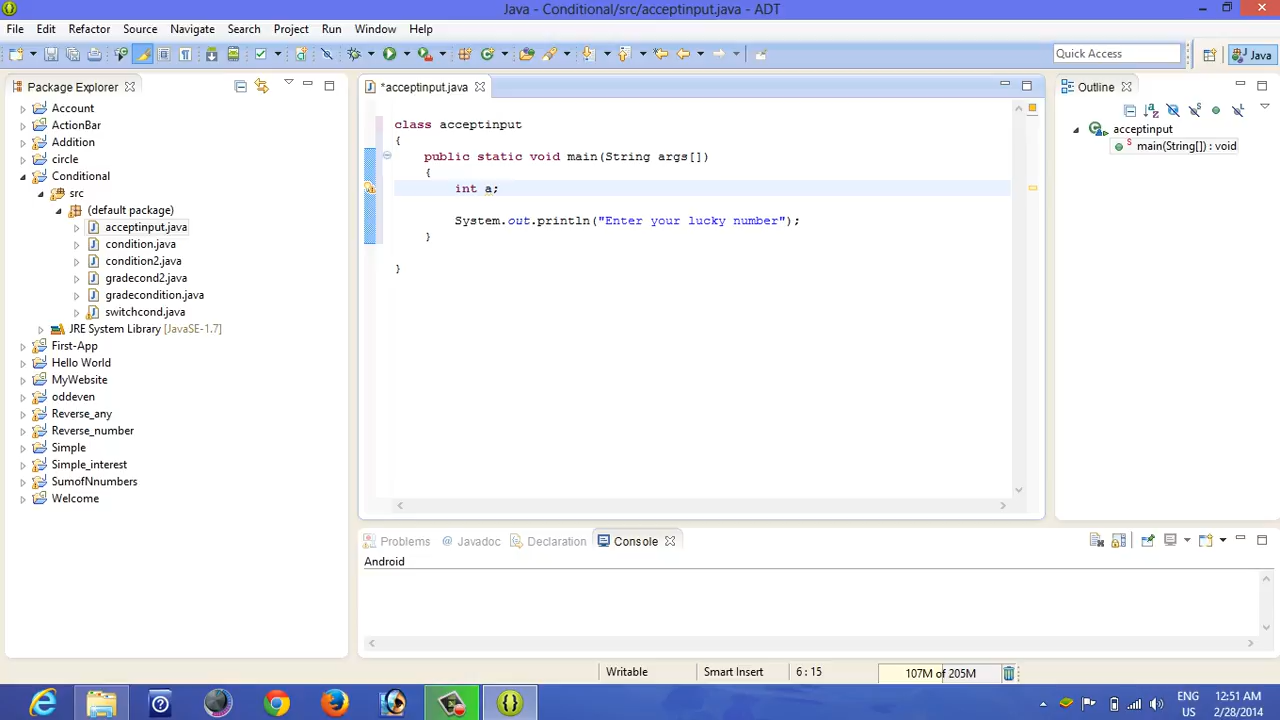 Java - Conditional/src/acceptinput.java - ADT
File Edit Refactor Source Navigate Search Project Run Window Help
Quick Access
Java
Package Explorer
Account
ActionBar
Addition
circle
Conditional
src
(default package)
acceptinput.java
condition.java
condition2.java
gradecond2.java
gradecondition.java
switchcond.java
JRE System Library [JavaSE-1.7]
First-App
Hello World
MyWebsite
oddeven
Reverse_any
Reverse_number
Simple
Simple_interest
SumofNnumbers
Welcome
*acceptinput.java
class acceptinput
{
public static void main(String args[])
{
int a;
System.out.println("Enter your lucky number");
}
}
Outline
acceptinput
main(String[]) : void
Problems @ Javadoc Declaration Console
Android
Writable Smart Insert 6 : 15 107M of 205M
ENG 12:51 AM
US 2/28/2014